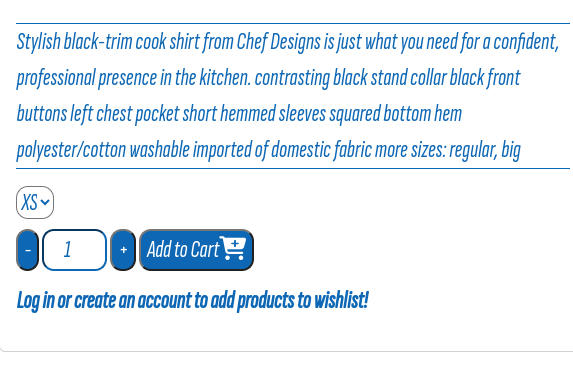 Stylish black-trim cook shirt from Chef Designs is just what you need for a confident,
professional presence in the kitchen. contrasting black stand collar black front
buttons left chest pocket short hemmed sleeves squared bottom hem
polyester/cotton washable imported of domestic fabric more sizes: regular, big
XS
- 1 + Add to Cart
Log in or create an account to add products to wishlist!